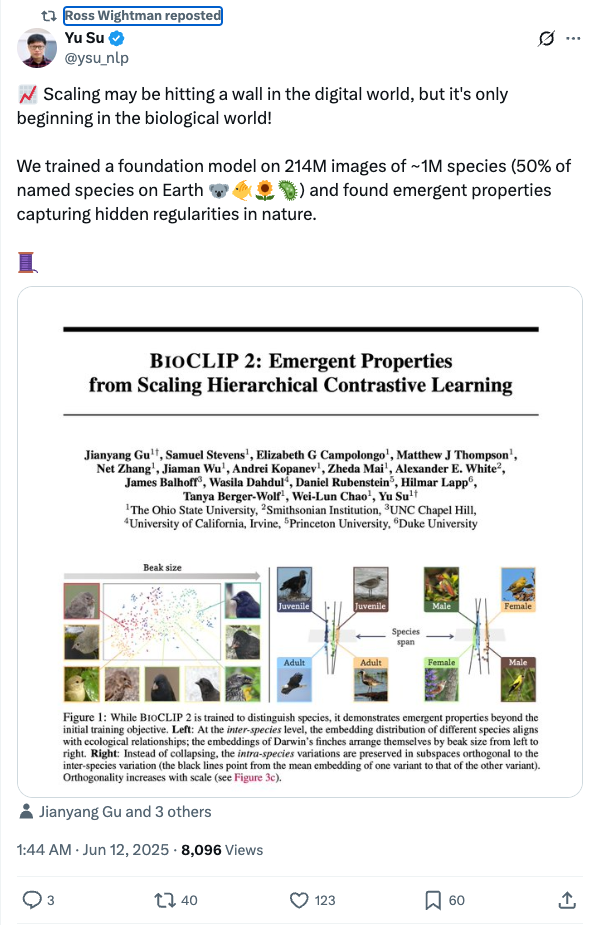 Ross Wightman reposted
Yu Su
@ysu_nlp
Scaling may be hitting a wall in the digital world, but it's only
beginning in the biological world!
We trained a foundation model on 214M images of ~1M species (50% of
named species on Earth 🐨🐠🌻🦠) and found emergent properties
capturing hidden regularities in nature.
BIOCLIP 2: Emergent Properties
from Scaling Hierarchical Contrastive Learning
Jianyang Gu¹†, Samuel Stevens¹, Elizabeth G Campolongo¹, Matthew J Thompson¹,
Net Zhang¹, Jiaman Wu¹, Andrei Kopanev¹, Zheda Mai¹, Alexander E. White²,
James Balhoff³, Wasila Dahdul⁴, Daniel Rubenstein⁵, Hilmar Lapp⁶,
Tanya Berger-Wolf¹, Wei-Lun Chao¹, Yu Su¹†
¹The Ohio State University, ²Smithsonian Institution, ³UNC Chapel Hill,
⁴University of California, Irvine, ⁵Princeton University, ⁶Duke University
Beak size
Juvenile
Juvenile
Male
Female
Species
span
Adult
Adult
Female
Male
Figure 1: While BIOCLIP 2 is trained to distinguish species, it demonstrates emergent properties beyond the
initial training objective. Left: At the inter-species level, the embedding distribution of different species aligns
with ecological relationships; the embeddings of Darwin's finches arrange themselves by beak size from left to
right. Right: Instead of collapsing, the intra-species variations are preserved in subspaces orthogonal to the
inter-species variation (the black lines point from the mean embedding of one variant to that of the other variant).
Orthogonality increases with scale (see Figure 3c).
Jianyang Gu and 3 others
1:44 AM · Jun 12, 2025 · 8,096 Views
3
40
123
60